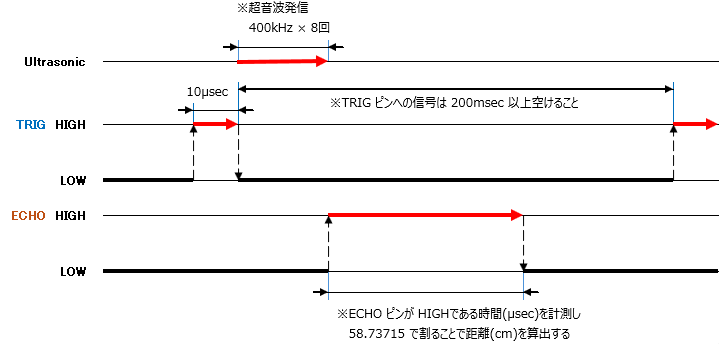 ※超音波発信
400kHz × 8回
Ultrasonic
10μsec
※TRIG ピンへの信号は 200msec 以上空けること
TRIG HIGH
LOW
ECHO HIGH
LOW
※ECHO ピンが HIGHである時間(μsec)を計測し
58.73715 で割ることで距離(cm)を算出する